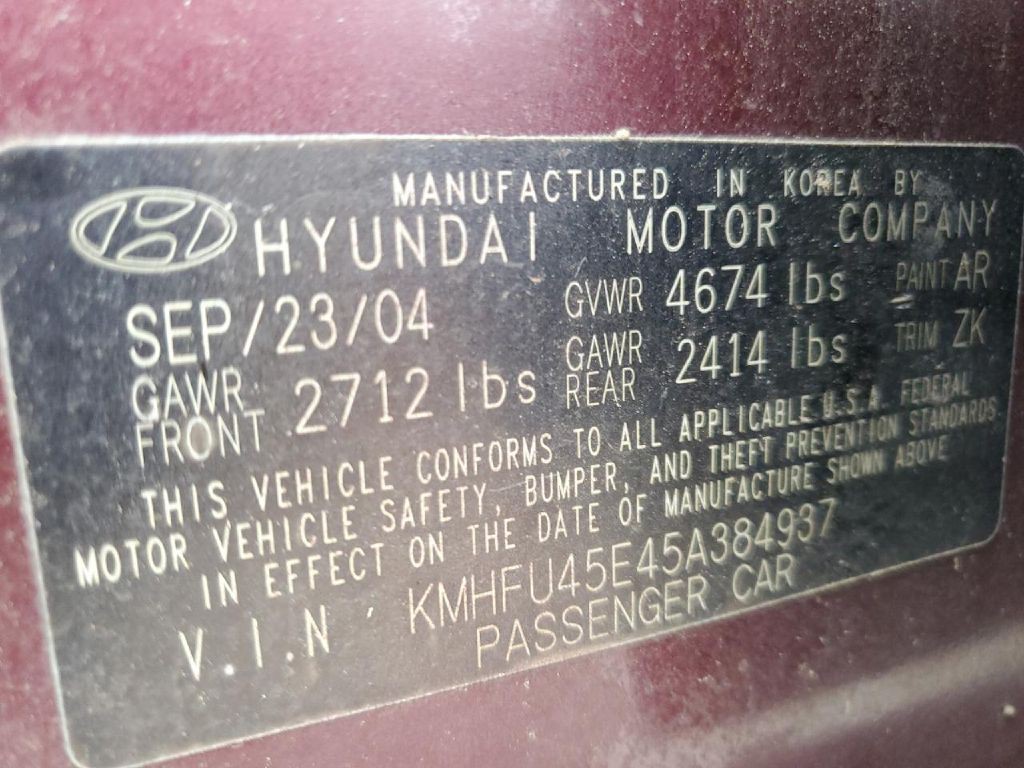 MANUFACTURED IN KOREA BY
HYUNDAI MOTOR COMPANY
SEP/23/04 GVWR 4674 lbs PAINT AR
GAWR FRONT 2712 lbs GAWR REAR 2414 lbs TRIM ZK
THIS VEHICLE CONFORMS TO ALL APPLICABLE U.S.A. FEDERAL
MOTOR VEHICLE SAFETY, BUMPER, AND THEFT PREVENTION STANDARDS
IN EFFECT ON THE DATE OF MANUFACTURE SHOWN ABOVE
V.I.N KMHFU45E45A384937
PASSENGER CAR